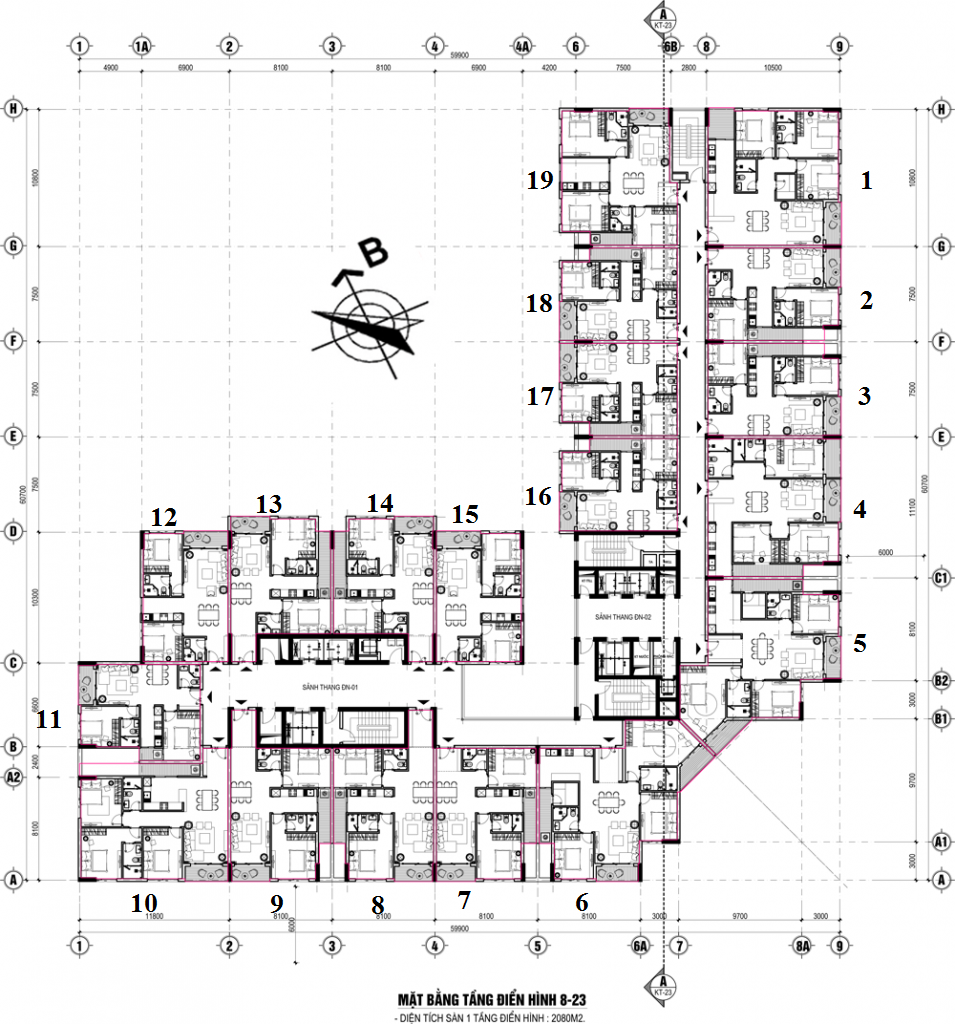 A
KT-23
1 1A 2 3 4 4A 6 6B 8 9
59900
4900 6900 8100 8100 6900 4200 7500 2800 10500
H H
10800 19 1 10800
G G
B
7500 18 2 7500
F F
7500 17 3 7500
E E
60700 7500 16 4 11100 60700
12 13 14 15
D
6000
C1
10300 SẢNH THANG ĐN-02 8100
5
C
SẢNH THANG ĐN-01
B2
6600 11 3000
B1
B
2400
A2
9700
8100
A1
3000
A A
10 9 8 7 6
11800 8100 8100 8100 8100 3000 9700 3000
6000
59900
1 2 3 4 5 6A 7 8A 9
A
KT-23
MẶT BẰNG TẦNG ĐIỂN HÌNH 8-23
- DIỆN TÍCH SÀN 1 TẦNG ĐIỂN HÌNH : 2080M2.